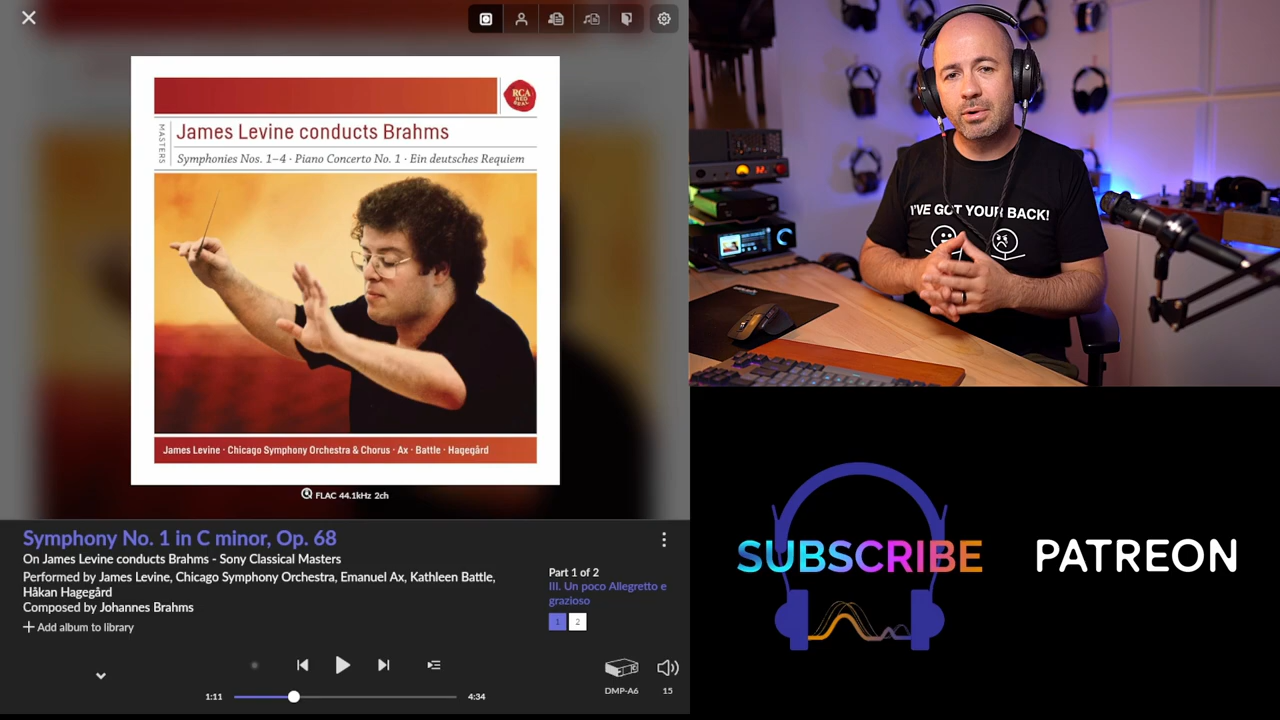 RCA
RED
SEAL
MASTERS
James Levine conducts Brahms
Symphonies Nos. 1–4 · Piano Concerto No. 1 · Ein deutsches Requiem
James Levine · Chicago Symphony Orchestra & Chorus · Ax · Battle · Hagegård
FLAC 44.1kHz 2ch
Symphony No. 1 in C minor, Op. 68
On James Levine conducts Brahms - Sony Classical Masters
Performed by James Levine, Chicago Symphony Orchestra, Emanuel Ax, Kathleen Battle,
Håkan Hagegård
Composed by Johannes Brahms
Add album to library
Part 1 of 2
III. Un poco Allegretto e
grazioso
1 2
1:11
4:34
DMP-A6
15
I'VE GOT YOUR BACK!
SUBSCRIBE
PATREON